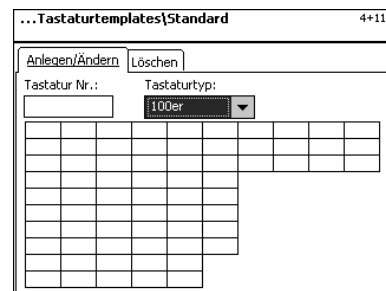 ...Tastaturtemplates\Standard 4+11
Anlegen/Ändern Löschen
Tastatur Nr.: Tastaturtyp:
100er